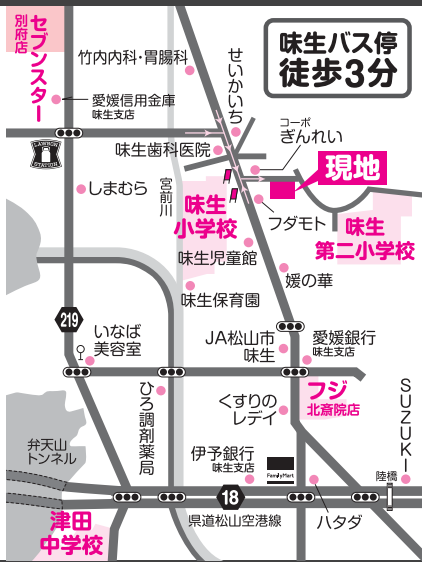 味生バス停
徒歩3分
セブンスター
別府店
竹内内科・胃腸科
せいかいち
愛媛信用金庫
味生支店
コーポ
ぎんれい
LAWSON
STATION
味生歯科医院
現地
しまむら
宮前川
味生
小学校
フダモト
味生
第二小学校
味生児童館
媛の華
味生保育園
219
いなば
美容室
JA松山市
味生
愛媛銀行
味生支店
ひろ調剤薬局
くすりの
レデイ
フジ
北斎院店
SUZUKI
弁天山
トンネル
伊予銀行
味生支店
FamilyMart
陸橋
18
県道松山空港線
ハタダ
津田
中学校